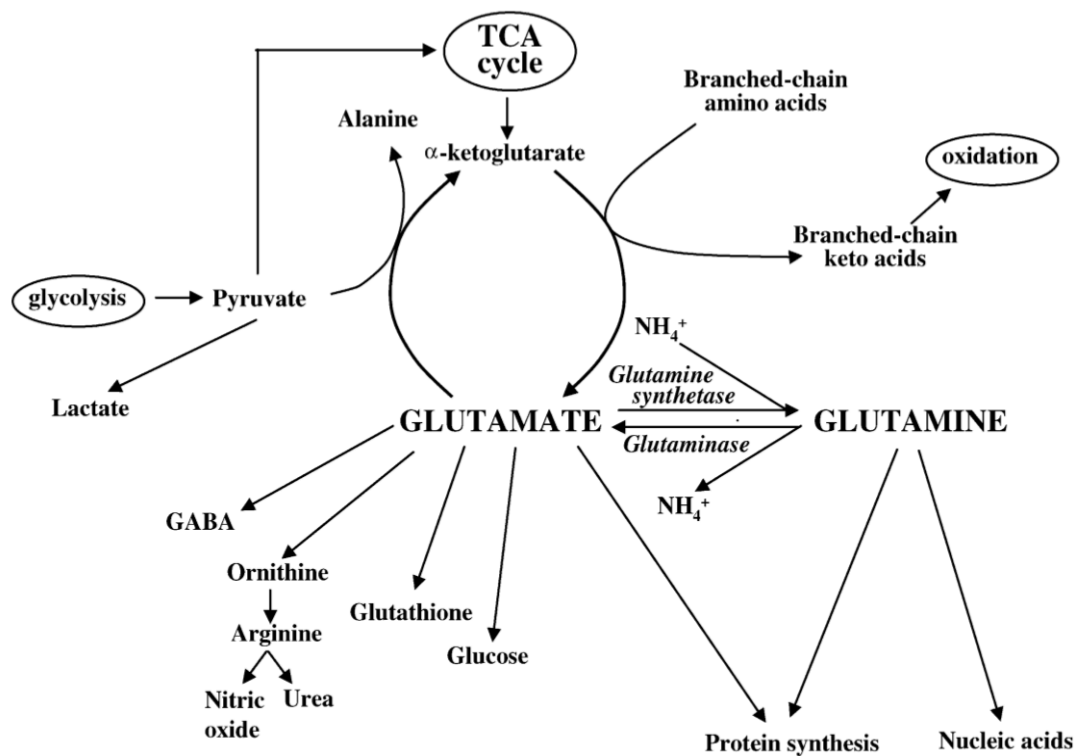 TCA
cycle
Branched-chain
amino acids
Alanine
α-ketoglutarate
oxidation
Branched-chain
keto acids
glycolysis
Pyruvate
NH₄⁺
Lactate
Glutamine
synthetase
GLUTAMATE
GLUTAMINE
Glutaminase
NH₄⁺
GABA
Ornithine
Glutathione
Arginine
Glucose
Nitric
oxide
Urea
Protein synthesis
Nucleic acids